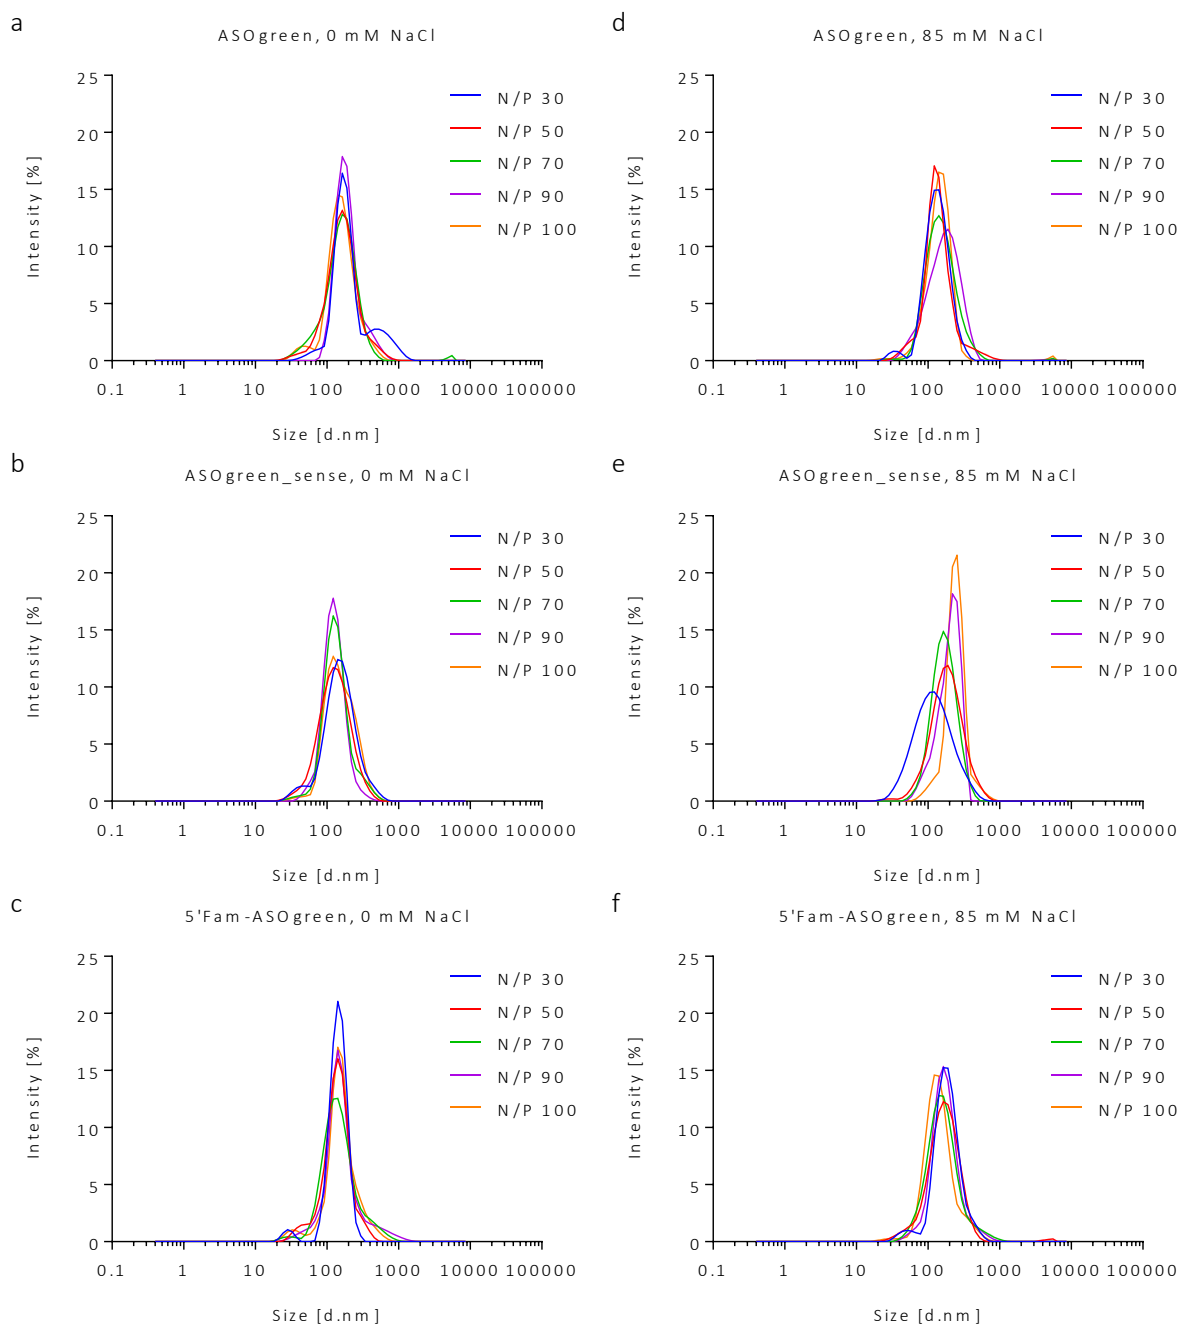 a
ASOgreen, 0 mM NaCl
25
20
15
10
5
0
Intensity [%]
N/P 30
N/P 50
N/P 70
N/P 90
N/P 100
0.1 1 10 100 1000 10000 100000
Size [d.nm]
d
ASOgreen, 85 mM NaCl
25
20
15
10
5
0
Intensity [%]
N/P 30
N/P 50
N/P 70
N/P 90
N/P 100
0.1 1 10 100 1000 10000 100000
Size [d.nm]
b
ASOgreen_sense, 0 mM NaCl
25
20
15
10
5
0
Intensity [%]
N/P 30
N/P 50
N/P 70
N/P 90
N/P 100
0.1 1 10 100 1000 10000 100000
Size [d.nm]
e
ASOgreen_sense, 85 mM NaCl
25
20
15
10
5
0
Intensity [%]
N/P 30
N/P 50
N/P 70
N/P 90
N/P 100
0.1 1 10 100 1000 10000 100000
Size [d.nm]
c
5'Fam-ASOgreen, 0 mM NaCl
25
20
15
10
5
0
Intensity [%]
N/P 30
N/P 50
N/P 70
N/P 90
N/P 100
0.1 1 10 100 1000 10000 100000
Size [d.nm]
f
5'Fam-ASOgreen, 85 mM NaCl
25
20
15
10
5
0
Intensity [%]
N/P 30
N/P 50
N/P 70
N/P 90
N/P 100
0.1 1 10 100 1000 10000 100000
Size [d.nm]